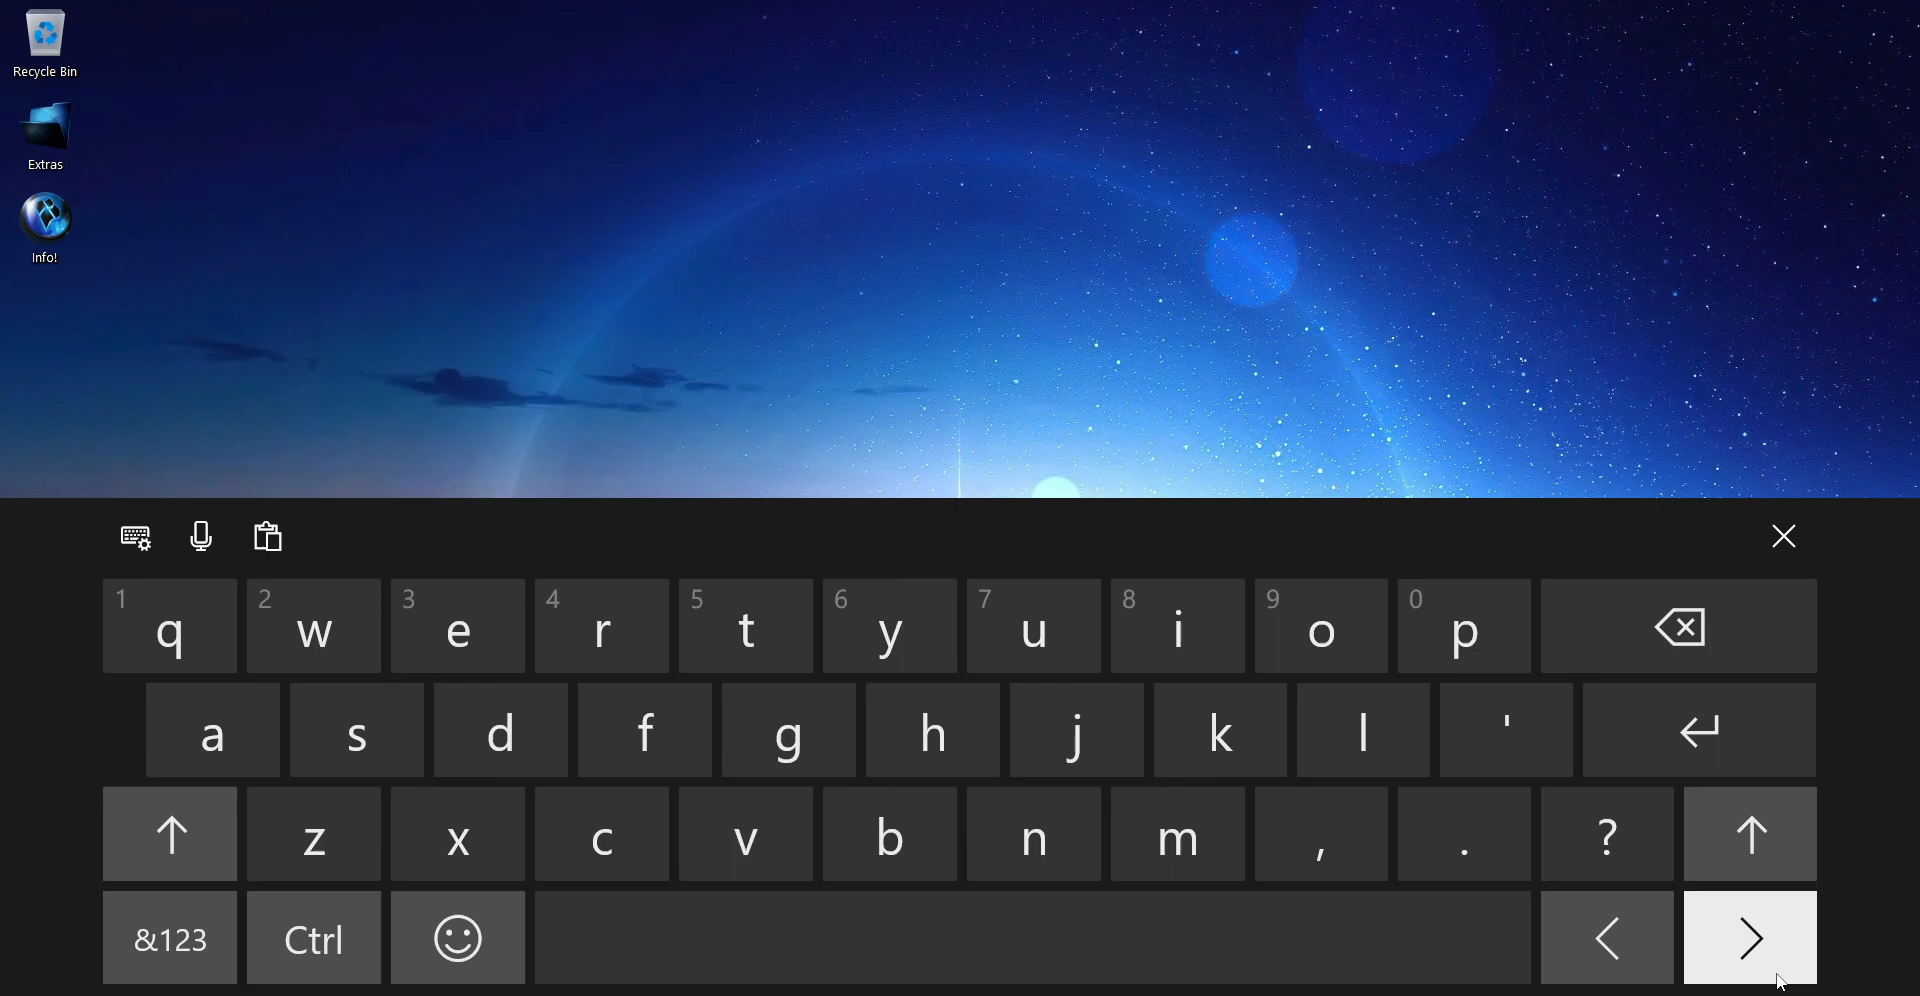 Recycle Bin
Extras
Info!
1 2 3 4 5 6 7 8 9 0
q w e r t y u i o p
a s d f g h j k l '
z x c v b n m , . ?
&123 Ctrl